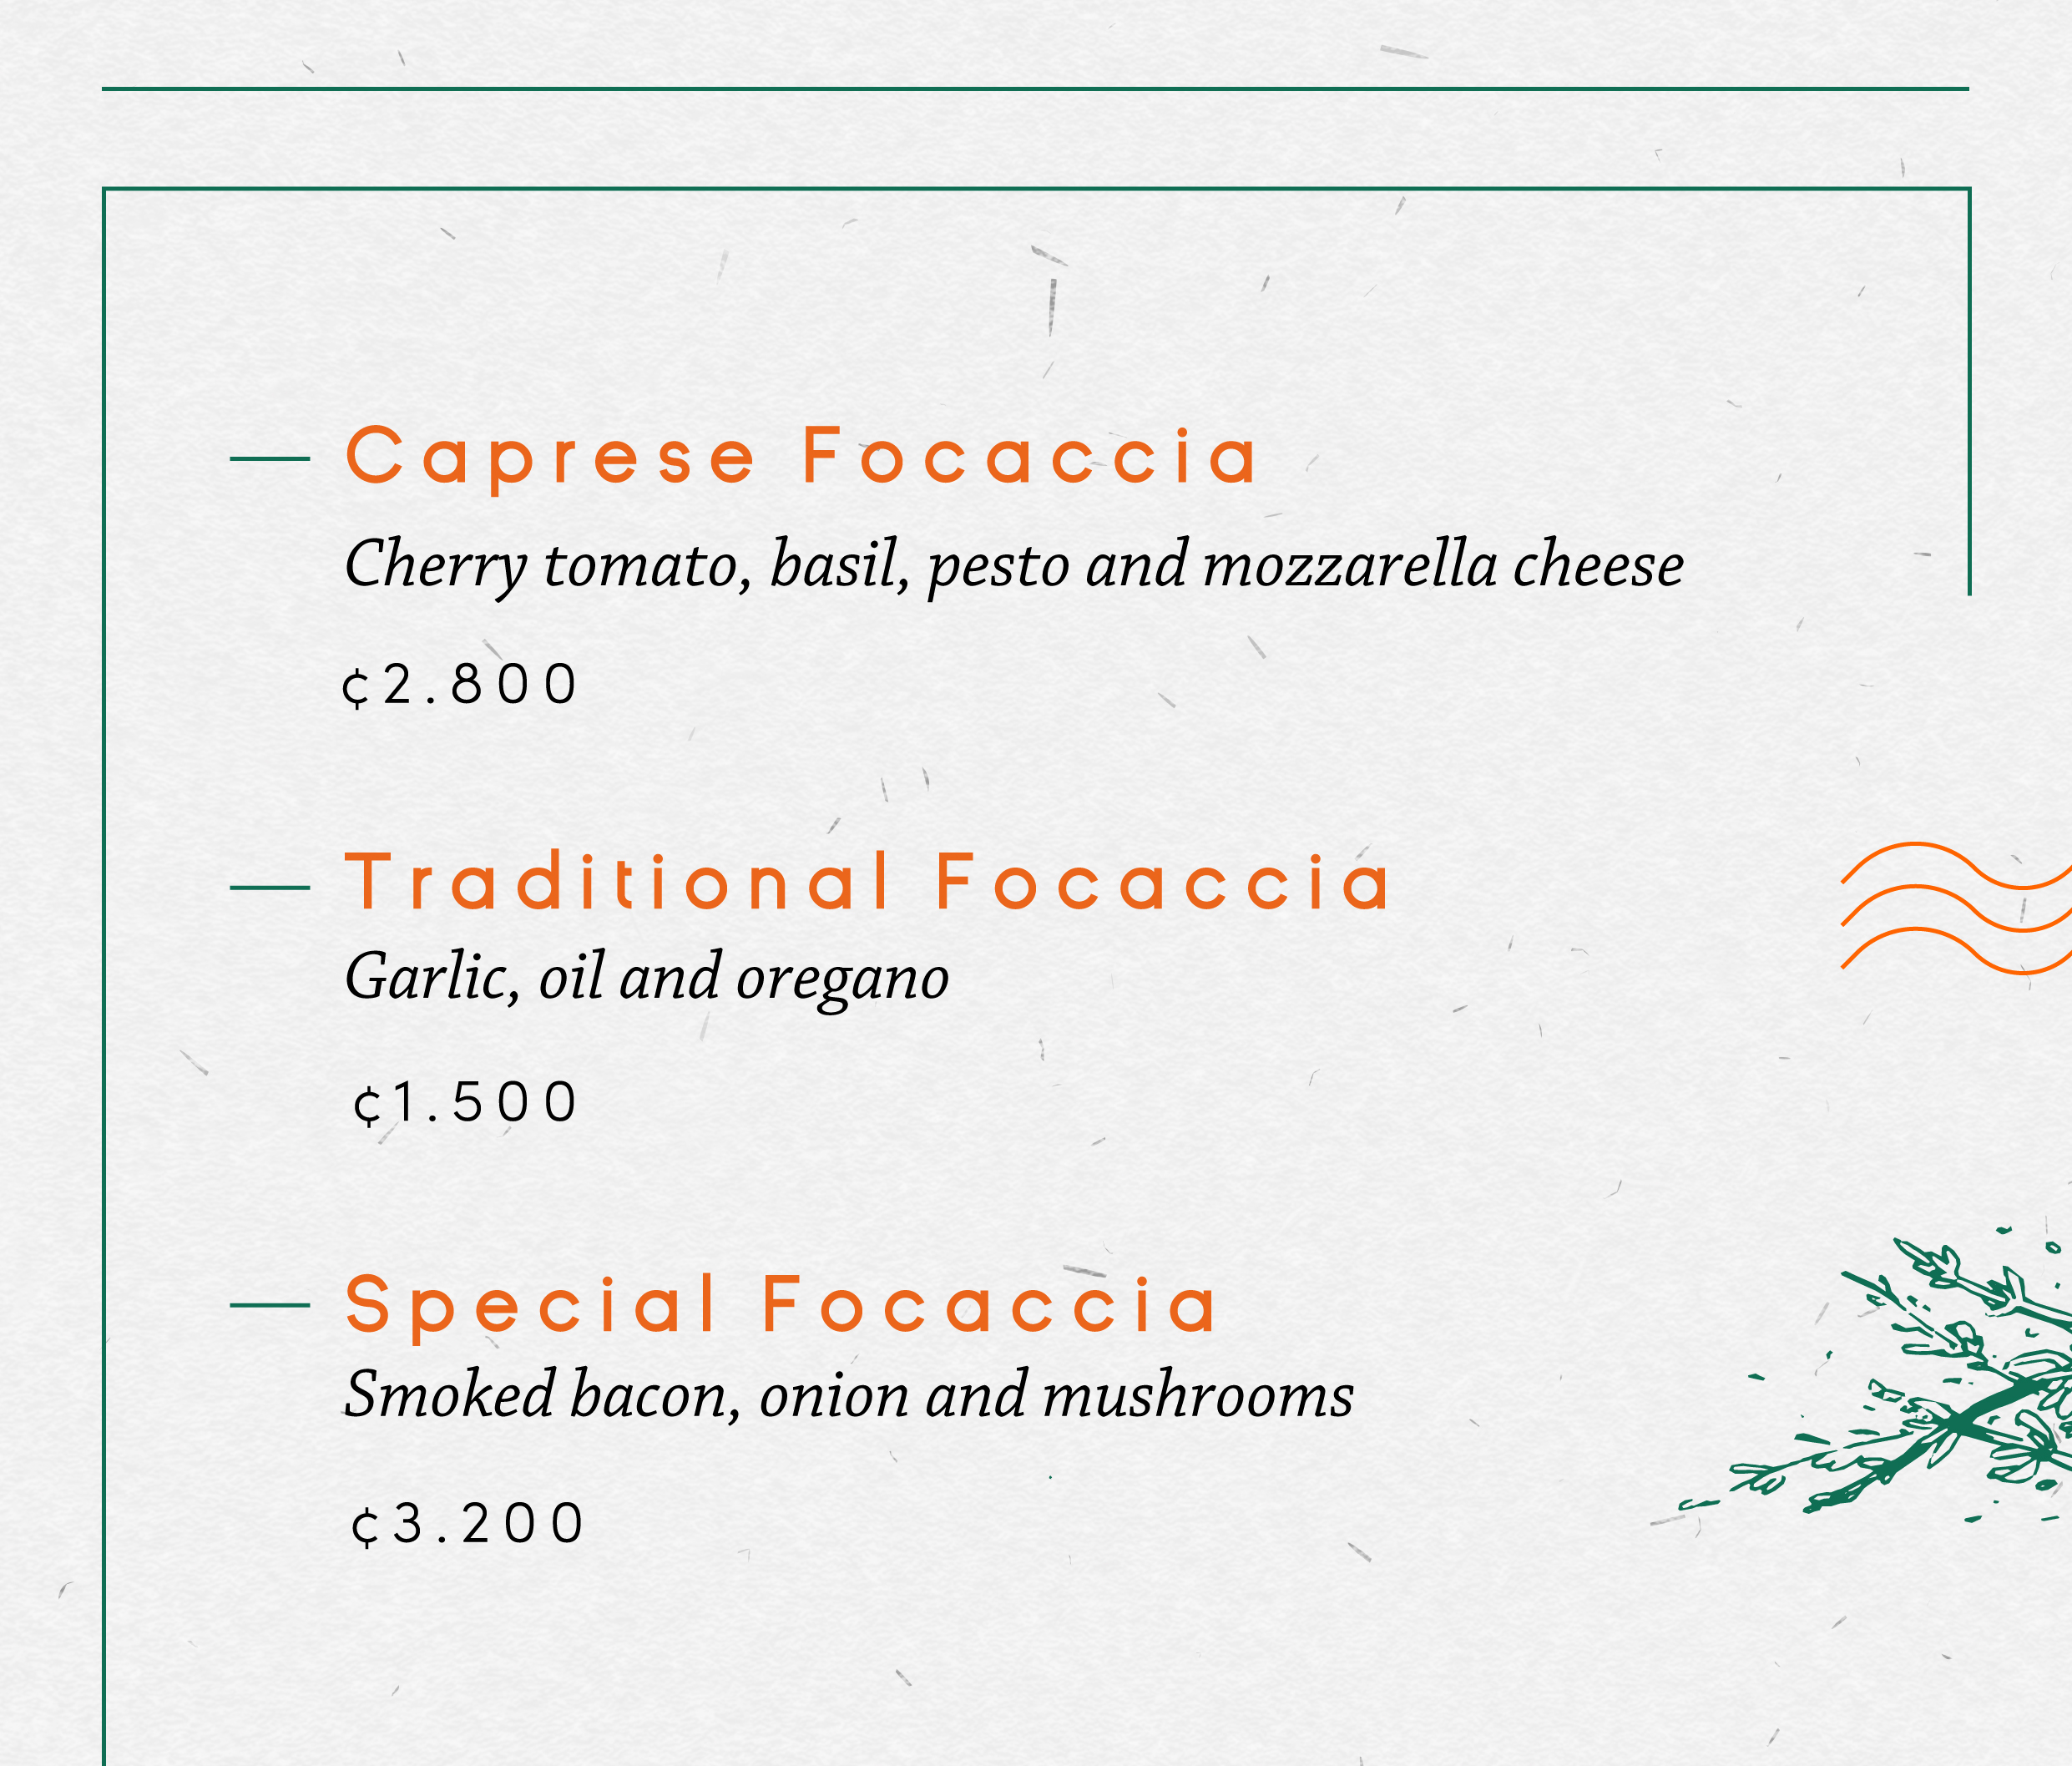 Caprese Focaccia
Cherry tomato, basil, pesto and mozzarella cheese
¢2.800
Traditional Focaccia
Garlic, oil and oregano
¢1.500
Special Focaccia
Smoked bacon, onion and mushrooms
¢3.200